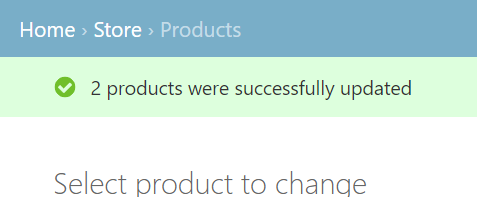 Home › Store › Products
2 products were successfully updated
Select product to change